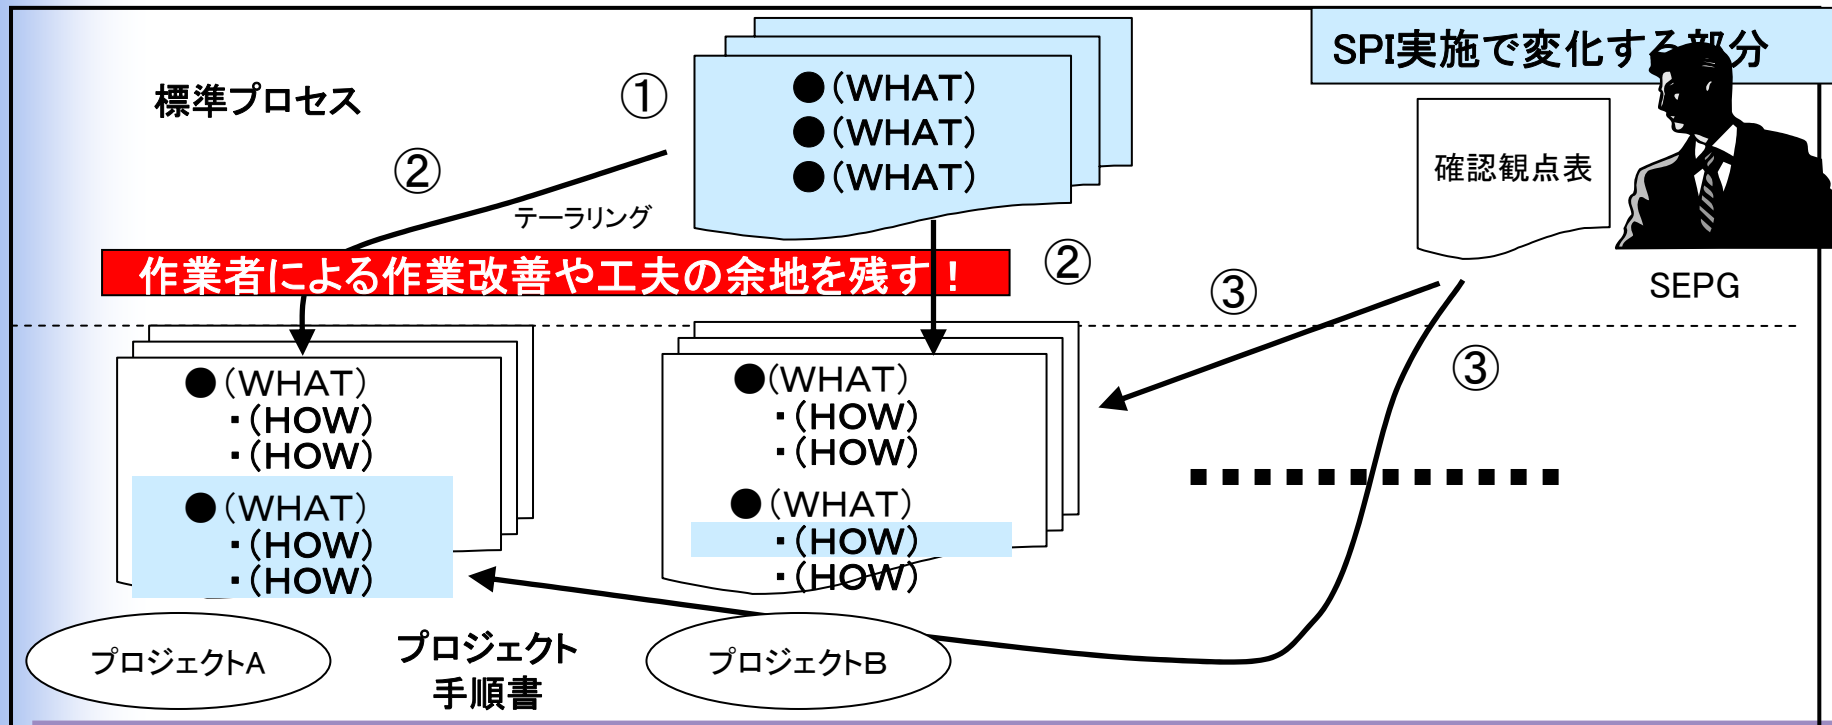 SPI実施で変化する部分
標準プロセス
①
●(WHAT)
●(WHAT)
●(WHAT)
確認観点表
SEPG
②
テーラリング
②
作業者による作業改善や工夫の余地を残す！
③
③
●(WHAT)
・(HOW)
・(HOW)
●(WHAT)
・(HOW)
・(HOW)
●(WHAT)
・(HOW)
・(HOW)
●(WHAT)
・(HOW)
・(HOW)
プロジェクトA
プロジェクト
手順書
プロジェクトB